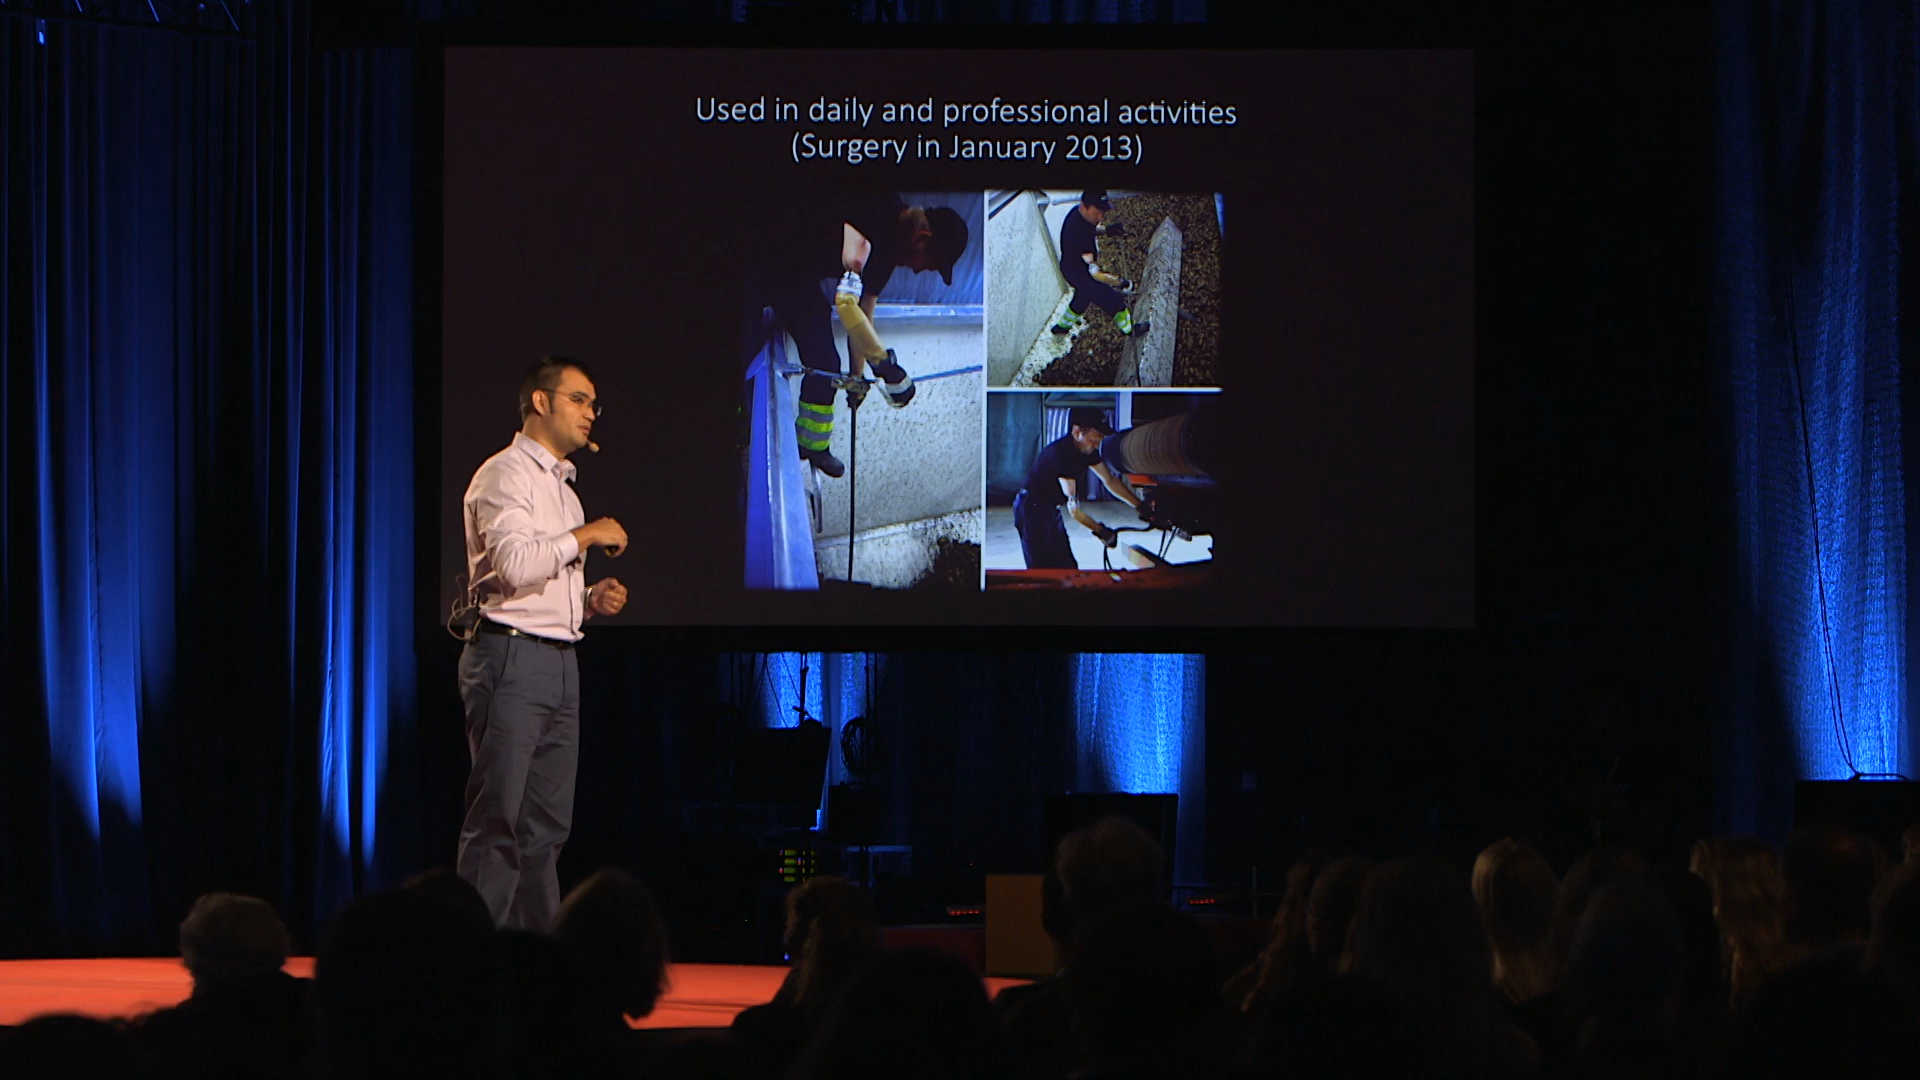 Used in daily and professional activities
(Surgery in January 2013)